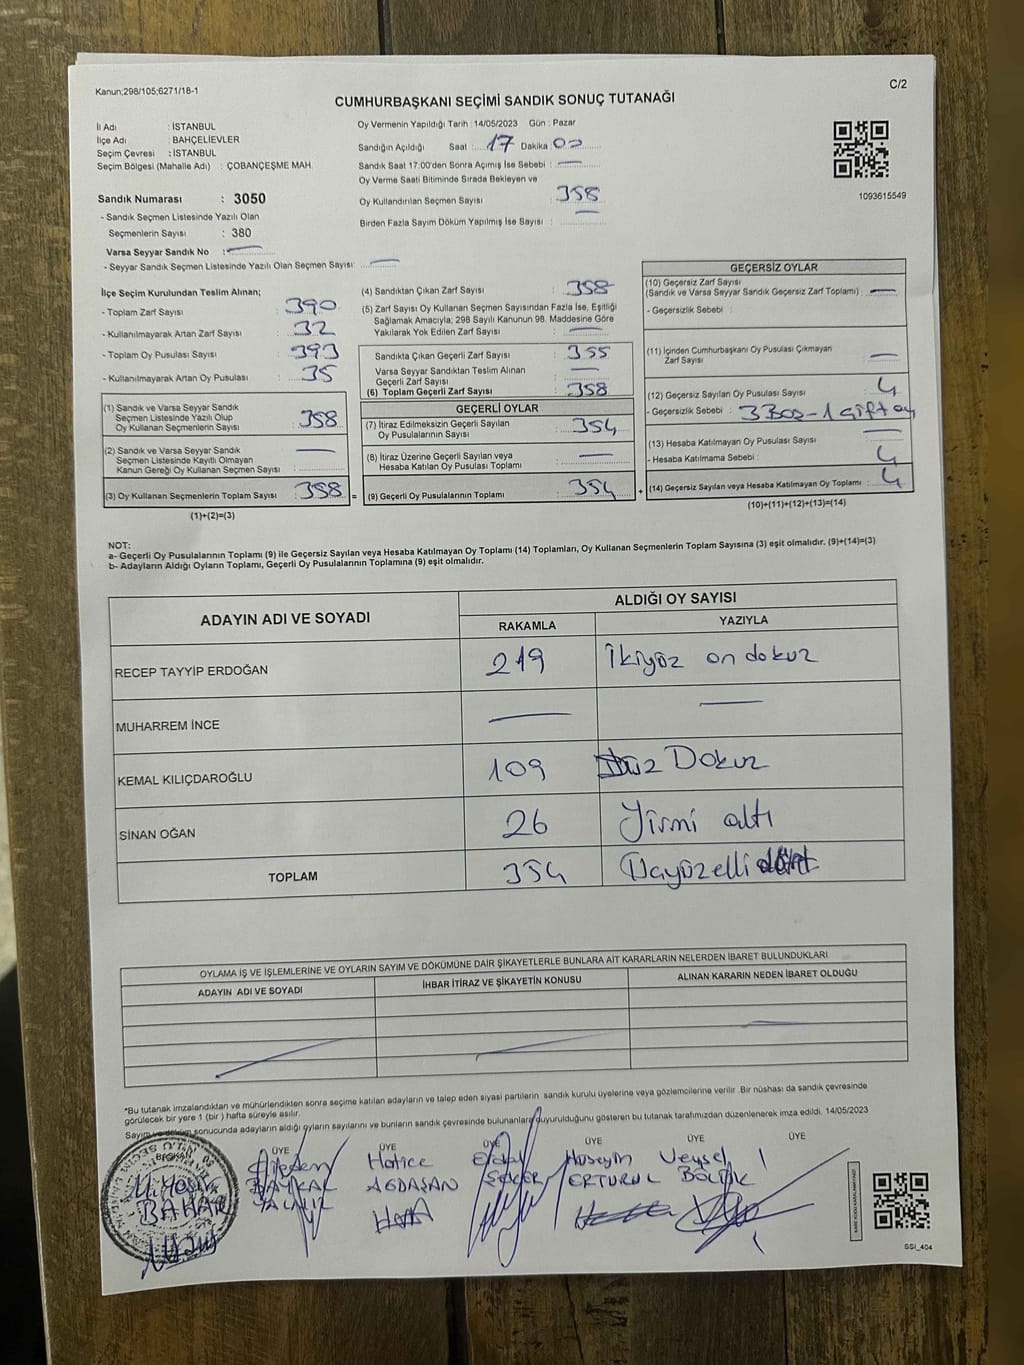 Kanun;298/105;6271/18-1
C/2
CUMHURBAŞKANI SEÇİMİ SANDIK SONUÇ TUTANAĞI
İl Adı : İSTANBUL
İlçe Adı : BAHÇELİEVLER
Seçim Çevresi : İSTANBUL
Seçim Bölgesi (Mahalle Adı) : ÇOBANÇEŞME MAH.
Oy Vermenin Yapıldığı Tarih : 14/05/2023 Gün : Pazar
Sandığın Açıldığı Saat : 17 Dakika : 00
Sandık Saat 17:00'den Sonra Açılmış İse Sebebi : —
Oy Verme Saati Bitiminde Sırada Bekleyen ve
Oy Kullandırılan Seçmen Sayısı : 358
Birden Fazla Sayım Döküm Yapılmış İse Sayısı : —
1093615549
Sandık Numarası : 3050
- Sandık Seçmen Listesinde Yazılı Olan
Seçmenlerin Sayısı : 380
Varsa Seyyar Sandık No : —
- Seyyar Sandık Seçmen Listesinde Yazılı Olan Seçmen Sayısı: —
İlçe Seçim Kurulundan Teslim Alınan;
- Toplam Zarf Sayısı : 390
- Kullanılmayarak Artan Zarf Sayısı : 32
- Toplam Oy Pusulası Sayısı : 393
- Kullanılmayarak Artan Oy Pusulası : 35
(1) Sandık ve Varsa Seyyar Sandık
Seçmen Listesinde Yazılı Olup
Oy Kullanan Seçmenlerin Sayısı : 358
(2) Sandık ve Varsa Seyyar Sandık
Seçmen Listesinde Kayıtlı Olmayan
Kanun Gereği Oy Kullanan Seçmen Sayısı : —
(3) Oy Kullanan Seçmenlerin Toplam Sayısı : 358 =
(1)+(2)=(3)
(4) Sandıktan Çıkan Zarf Sayısı : 358
(5) Zarf Sayısı Oy Kullanan Seçmen Sayısından Fazla İse, Eşitliği
Sağlamak Amacıyla, 298 Sayılı Kanunun 98. Maddesine Göre
Yakılarak Yok Edilen Zarf Sayısı : —
Sandıkta Çıkan Geçerli Zarf Sayısı : 355
Varsa Seyyar Sandıktan Teslim Alınan
Geçerli Zarf Sayısı : —
(6) Toplam Geçerli Zarf Sayısı : 358
GEÇERLİ OYLAR
(7) İtiraz Edilmeksizin Geçerli Sayılan
Oy Pusulalarının Sayısı : 354
(8) İtiraz Üzerine Geçerli Sayılan veya
Hesaba Katılan Oy Pusulası Toplamı : —
(9) Geçerli Oy Pusulalarının Toplamı : 354 +
GEÇERSİZ OYLAR
(10) Geçersiz Zarf Sayısı
(Sandık ve Varsa Seyyar Sandık Geçersiz Zarf Toplamı) : —
- Geçersizlik Sebebi :
(11) İçinden Cumhurbaşkanı Oy Pusulası Çıkmayan
Zarf Sayısı : —
(12) Geçersiz Sayılan Oy Pusulası Sayısı : 4
- Geçersizlik Sebebi : 3 Boş - 1 Çift oy
(13) Hesaba Katılmayan Oy Pusulası Sayısı : —
- Hesaba Katılmama Sebebi : 4
(14) Geçersiz Sayılan veya Hesaba Katılmayan Oy Toplamı : 4
(10)+(11)+(12)+(13)=(14)
NOT:
a- Geçerli Oy Pusulalarının Toplamı (9) ile Geçersiz Sayılan veya Hesaba Katılmayan Oy Toplamı (14) Toplamları, Oy Kullanan Seçmenlerin Toplam Sayısına (3) eşit olmalıdır. (9)+(14)=(3)
b- Adayların Aldığı Oyların Toplamı, Geçerli Oy Pusulalarının Toplamına (9) eşit olmalıdır.
ADAYIN ADI VE SOYADI
ALDIĞI OY SAYISI
RAKAMLA YAZIYLA
RECEP TAYYİP ERDOĞAN 219 İkiyüz on dokuz
MUHARREM İNCE — —
KEMAL KILIÇDAROĞLU 109 Yüz Dokuz
SİNAN OĞAN 26 Yirmi altı
TOPLAM 354 Üçyüzelli dört
OYLAMA İŞ VE İŞLEMLERİNE VE OYLARIN SAYIM VE DÖKÜMÜNE DAİR ŞİKAYETLERLE BUNLARA AİT KARARLARIN NELERDEN İBARET BULUNDUKLARI
ADAYIN ADI VE SOYADI İHBAR İTİRAZ VE ŞİKAYETİN KONUSU ALINAN KARARIN NEDEN İBARET OLDUĞU
*Bu tutanak imzalandıktan ve mühürlendikten sonra seçime katılan adayların ve talep eden siyasi partilerin sandık kurulu üyelerine veya gözlemcilerine verilir .Bir nüshası da sandık çevresinde
görülecek bir yere 1 (bir ) hafta süreyle asılır.
Sayım ve döküm sonucunda adayların aldığı oyların sayılarını ve bunların sandık çevresinde bulunanlara duyurulduğunu gösteren bu tutanak tarafımızdan düzenlenerek imza edildi. 14/05/2023
BAŞKAN ÜYE ÜYE ÜYE ÜYE ÜYE ÜYE
Hatice Hüseyin Veysel
BAHAR BAYKAL AGDAŞAN ERTUĞRUL BÖLÜK
SSI_404